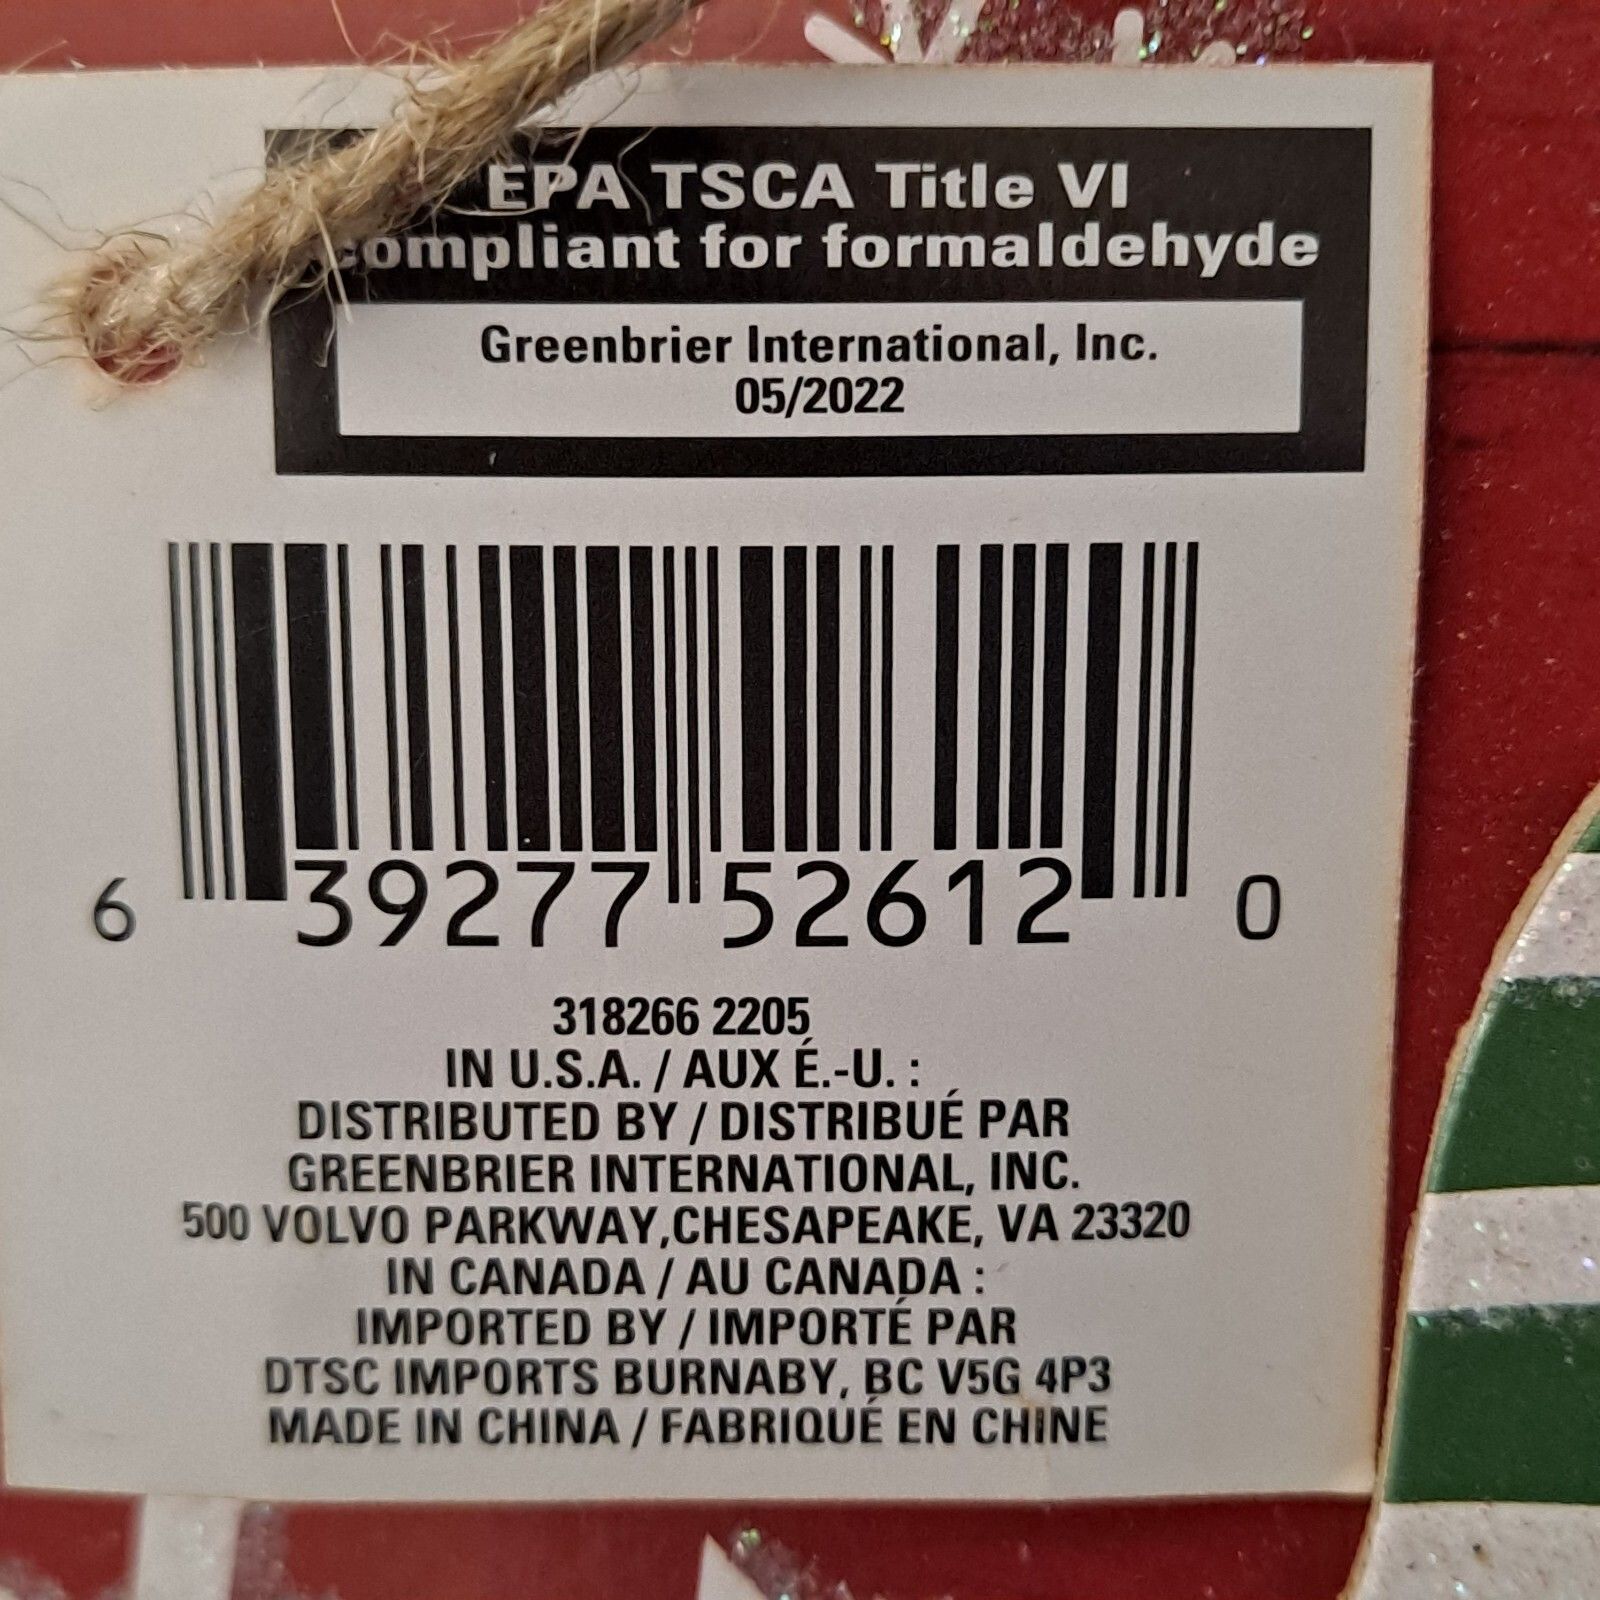 EPA TSCA Title VI
compliant for formaldehyde
Greenbrier International, Inc.
05/2022
6 39277 52612 0
318266 2205
IN U.S.A. / AUX É.-U. :
DISTRIBUTED BY / DISTRIBUÉ PAR
GREENBRIER INTERNATIONAL, INC.
500 VOLVO PARKWAY,CHESAPEAKE, VA 23320
IN CANADA / AU CANADA :
IMPORTED BY / IMPORTÉ PAR
DTSC IMPORTS BURNABY, BC V5G 4P3
MADE IN CHINA / FABRIQUÉ EN CHINE